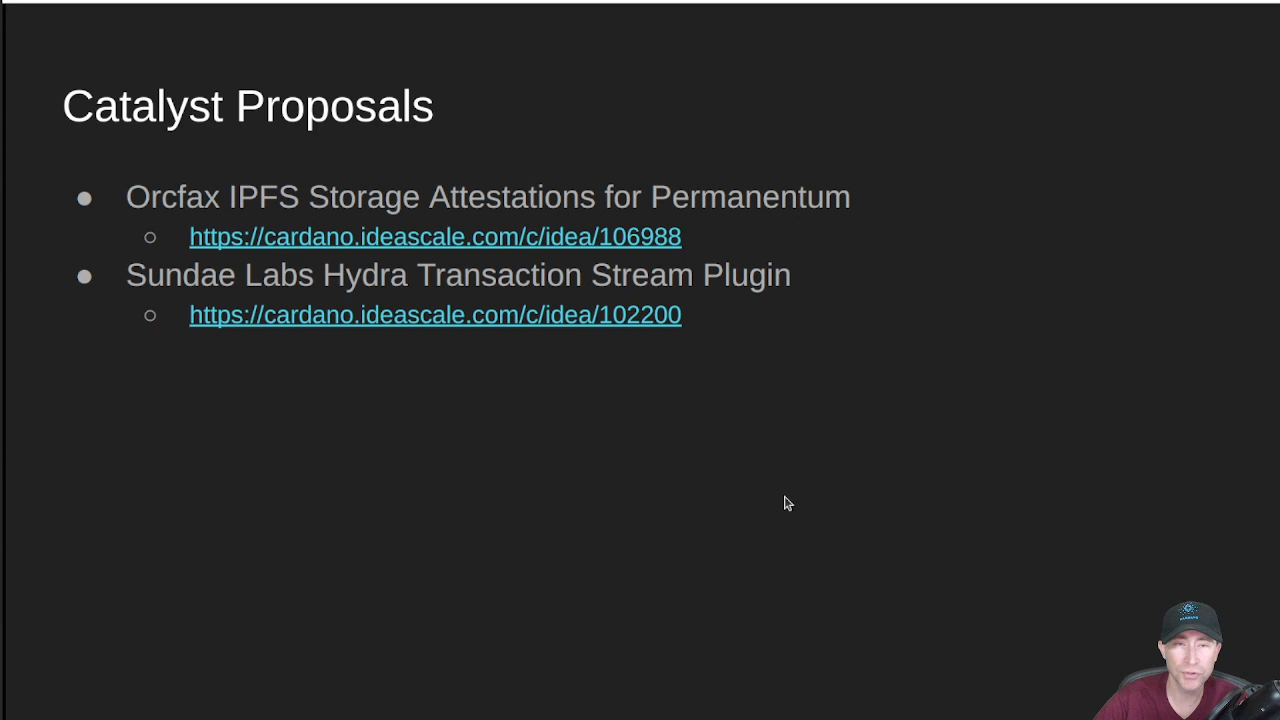 Catalyst Proposals
● Orcfax IPFS Storage Attestations for Permanentum
○ https://cardano.ideascale.com/c/idea/106988
● Sundae Labs Hydra Transaction Stream Plugin
○ https://cardano.ideascale.com/c/idea/102200